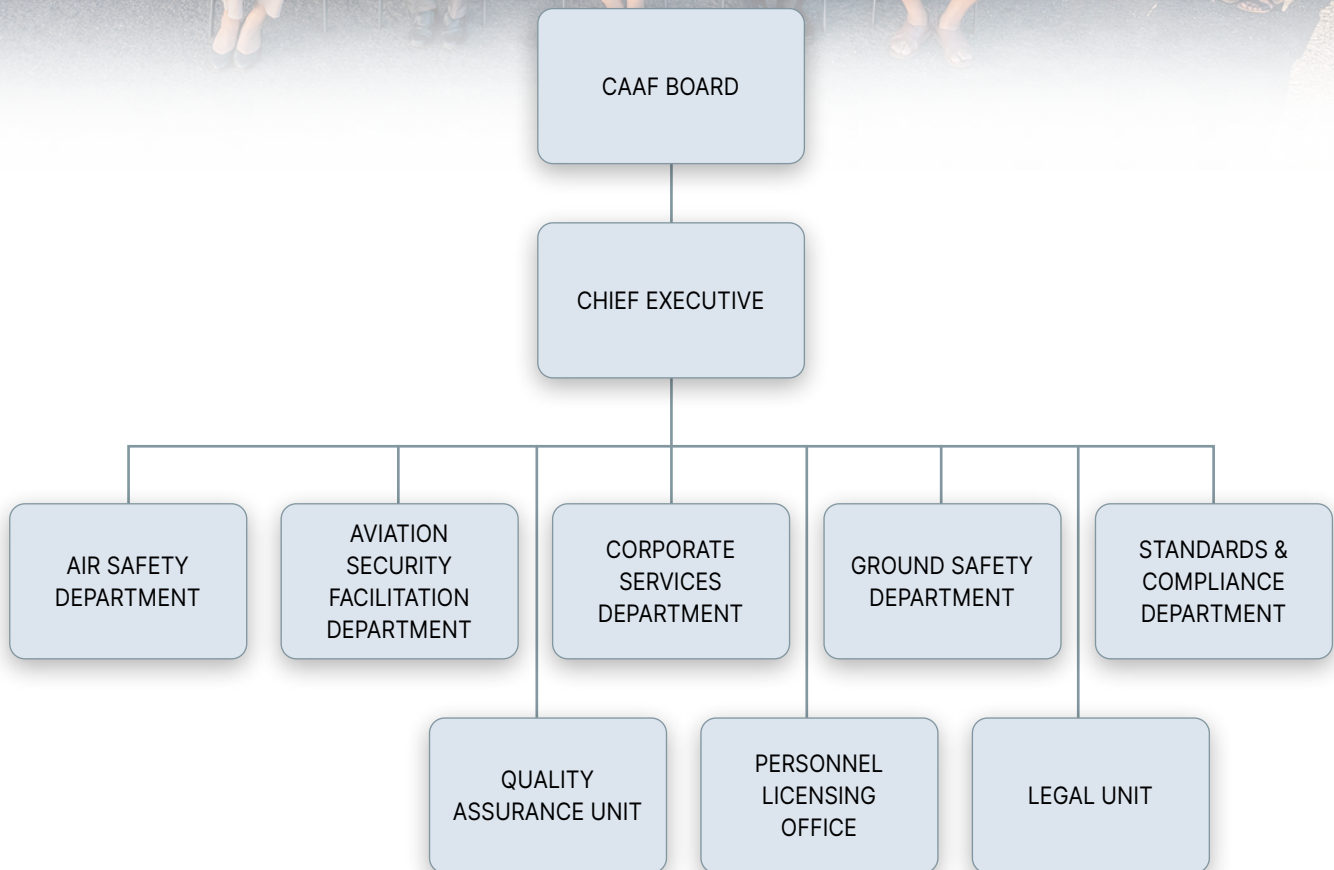 CAAF BOARD
CHIEF EXECUTIVE
AIR SAFETY
DEPARTMENT
AVIATION
SECURITY
FACILITATION
DEPARTMENT
CORPORATE
SERVICES
DEPARTMENT
GROUND SAFETY
DEPARTMENT
STANDARDS &
COMPLIANCE
DEPARTMENT
QUALITY
ASSURANCE UNIT
PERSONNEL
LICENSING
OFFICE
LEGAL UNIT